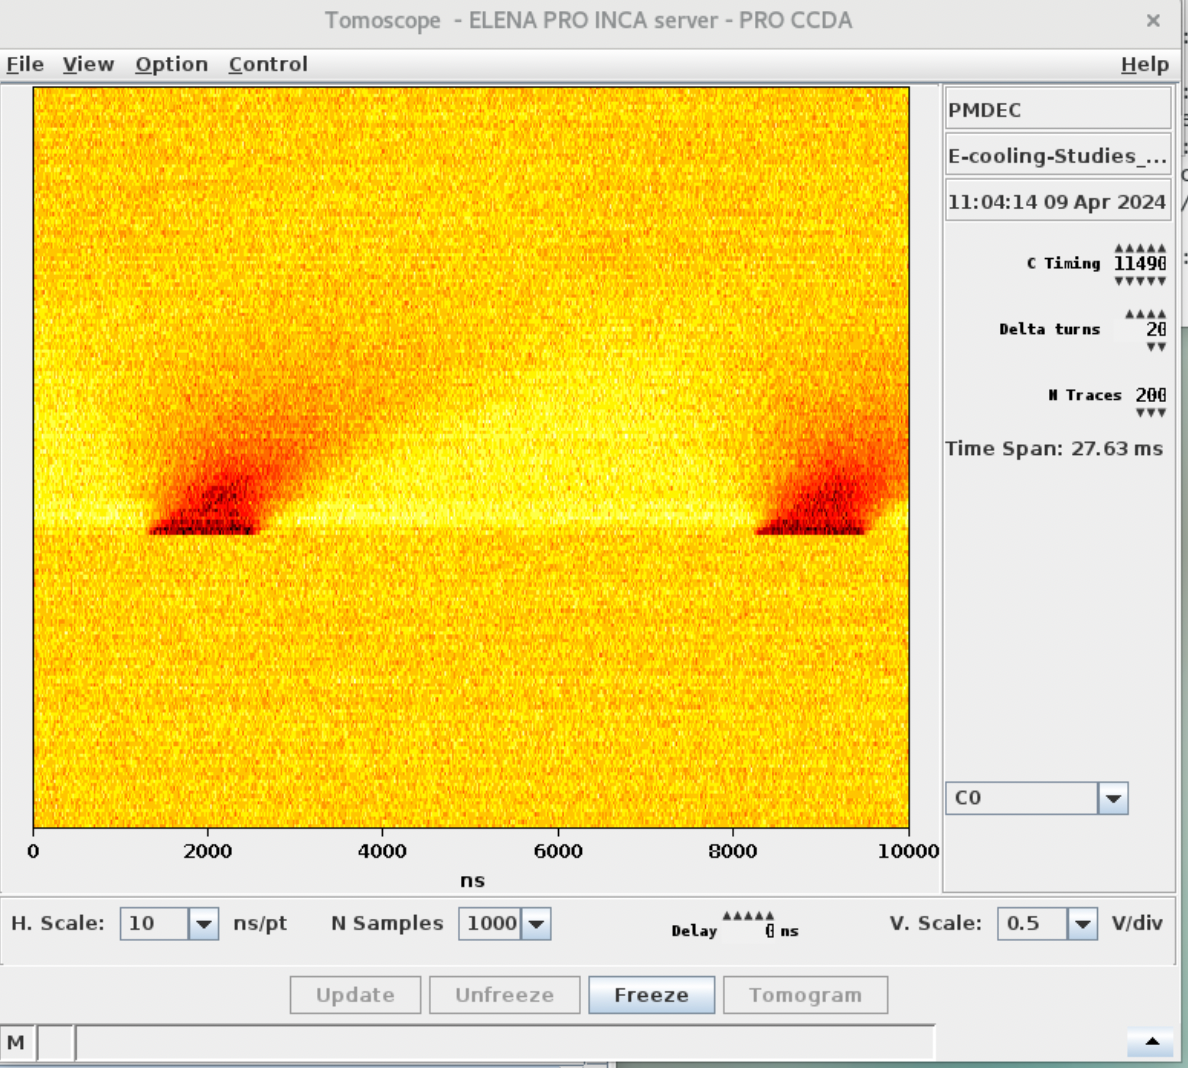 Tomoscope - ELENA PRO INCA server - PRO CCDA
File View Option Control Help
PMDEC
E-cooling-Studies_...
11:04:14 09 Apr 2024
C Timing 11490
Delta turns 20
N Traces 200
Time Span: 27.63 ms
C0
0 2000 4000 6000 8000 10000
ns
H. Scale: 10 ns/pt N Samples 1000 Delay 0 ns V. Scale: 0.5 V/div
Update Unfreeze Freeze Tomogram
M